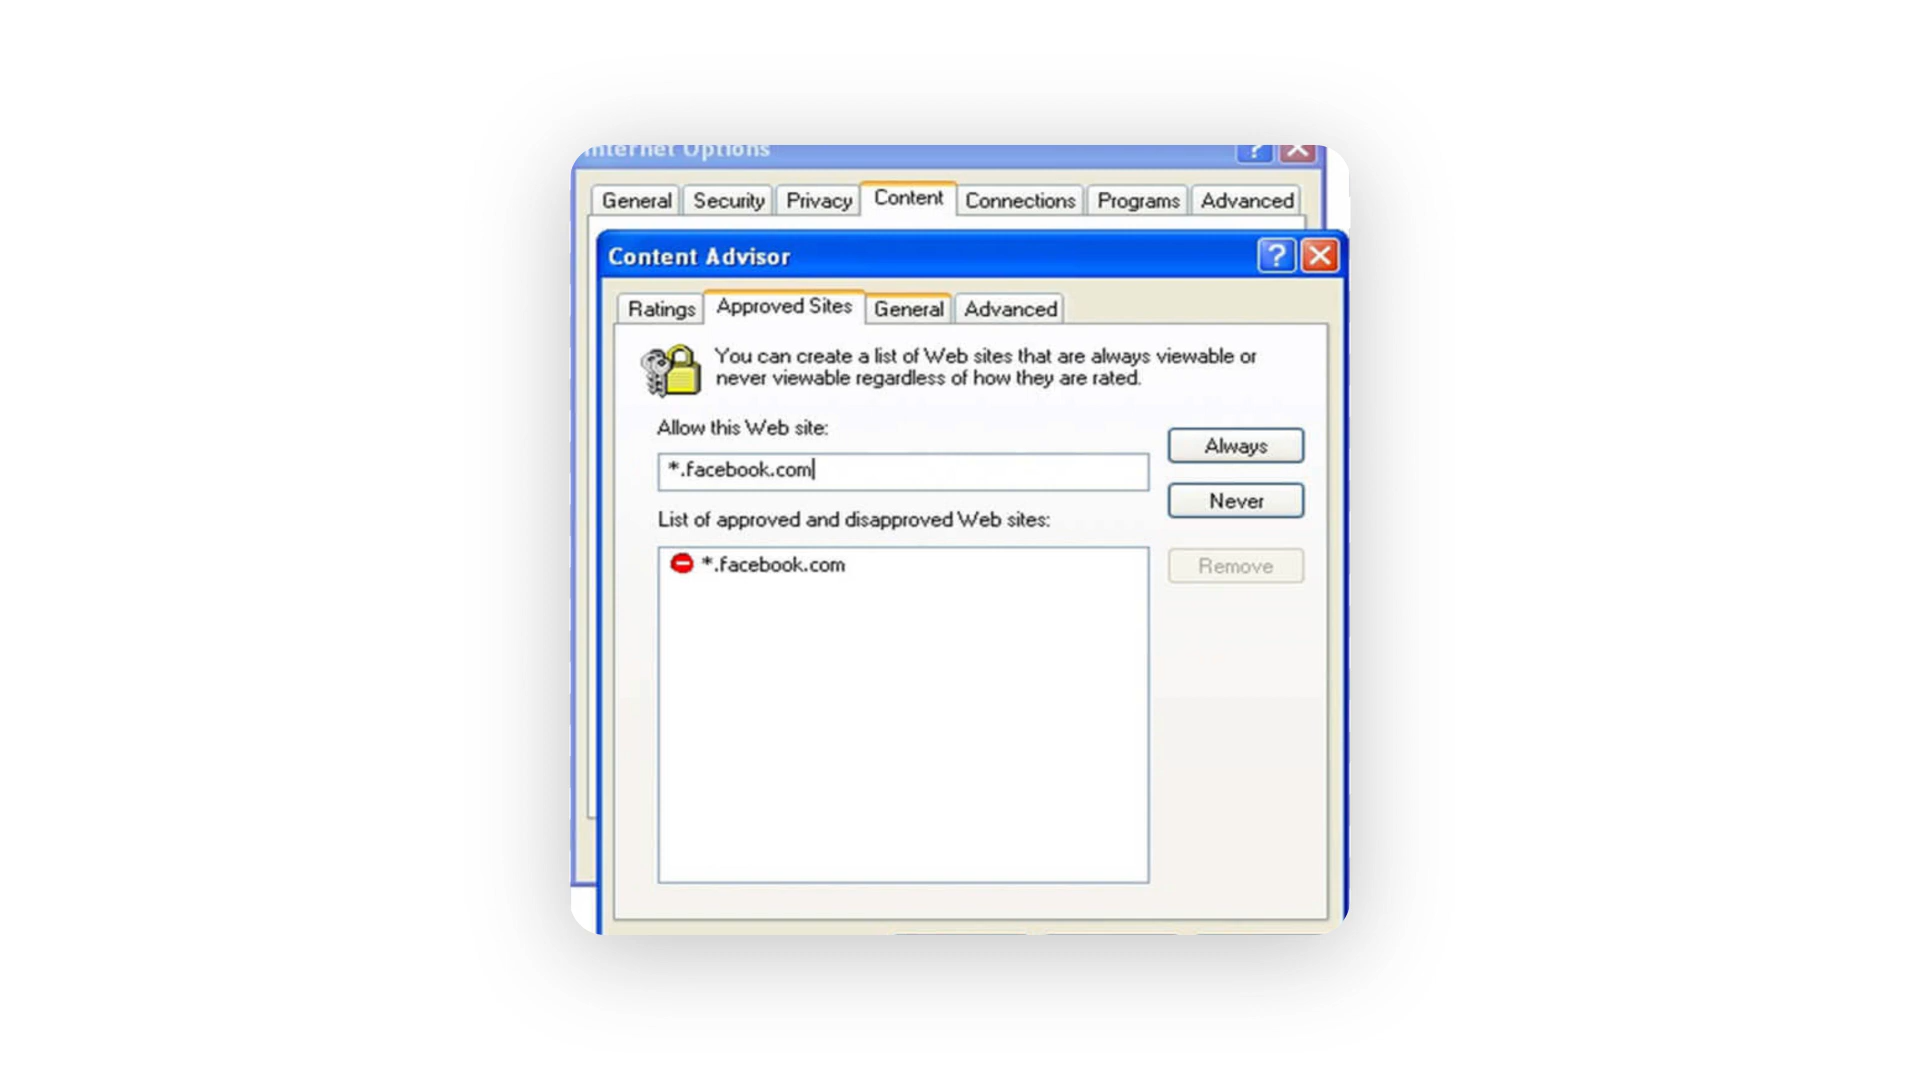 Internet Options
General Security Privacy Content Connections Programs Advanced
Content Advisor
Ratings Approved Sites General Advanced
You can create a list of Web sites that are always viewable or
never viewable regardless of how they are rated.
Allow this Web site:
Always
*.facebook.com
Never
List of approved and disapproved Web sites:
*.facebook.com
Remove